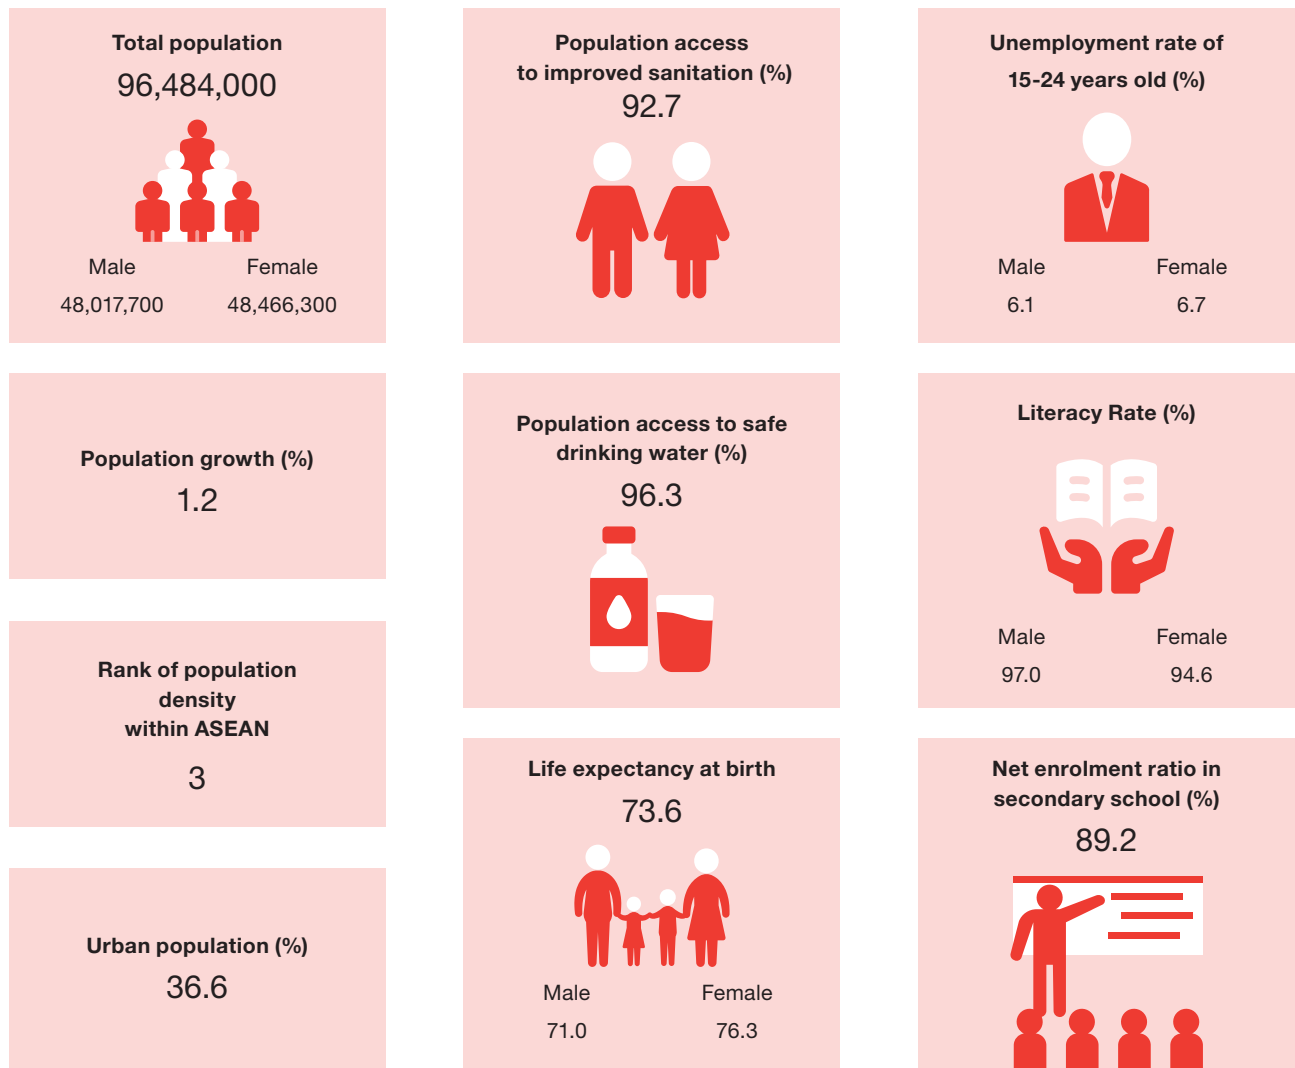 Total population
96,484,000
Male Female
48,017,700 48,466,300
Population growth (%)
1.2
Rank of population
density
within ASEAN
3
Urban population (%)
36.6
Population access
to improved sanitation (%)
92.7
Population access to safe
drinking water (%)
96.3
Life expectancy at birth
73.6
Male Female
71.0 76.3
Unemployment rate of
15-24 years old (%)
Male Female
6.1 6.7
Literacy Rate (%)
Male Female
97.0 94.6
Net enrolment ratio in
secondary school (%)
89.2